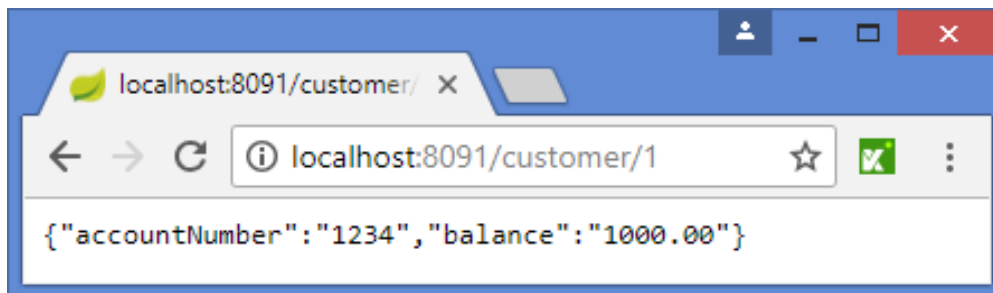 localhost:8091/customer/
localhost:8091/customer/1
{"accountNumber":"1234","balance":"1000.00"}